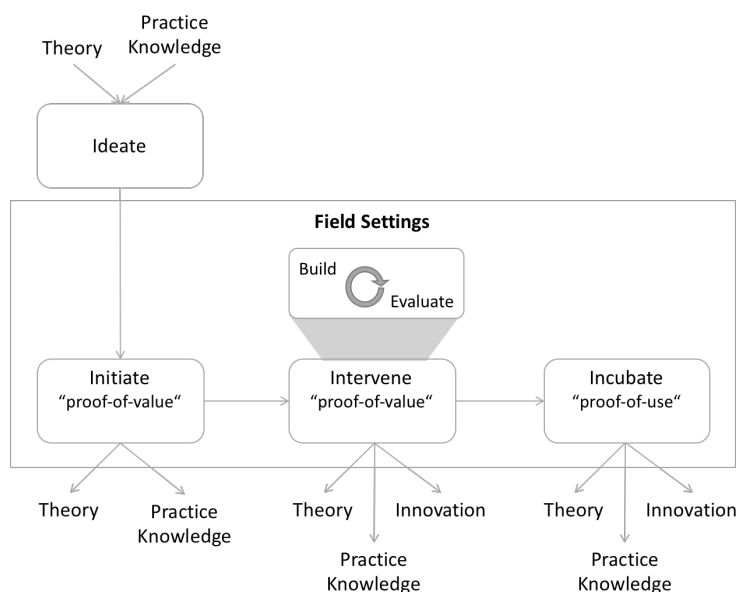 Theory
Practice
Knowledge
Ideate
Field Settings
Build
Evaluate
Initiate
“proof-of-value“
Intervene
“proof-of-value“
Incubate
“proof-of-use“
Theory
Practice
Knowledge
Theory
Innovation
Practice
Knowledge
Theory
Innovation
Practice
Knowledge